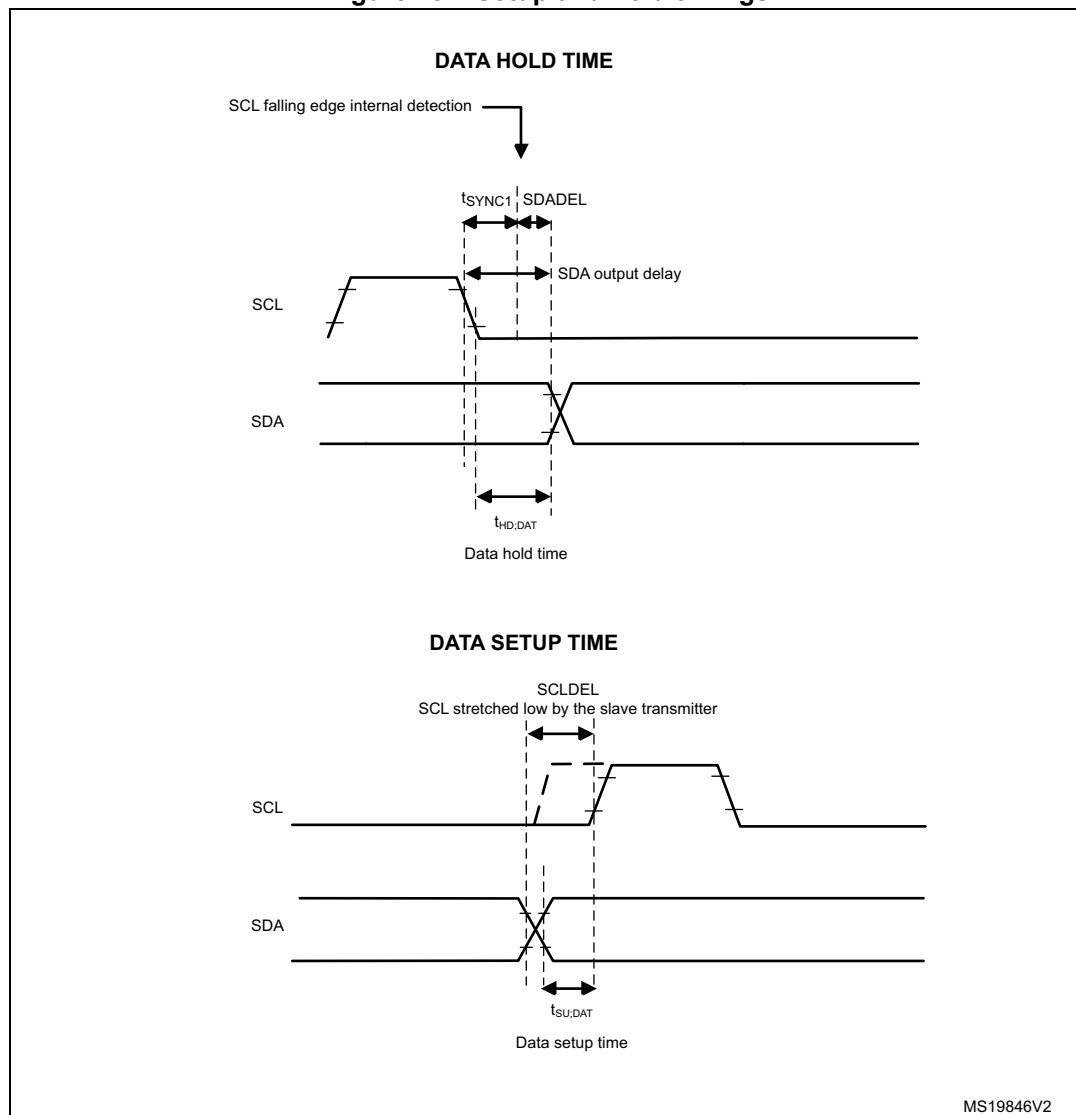 DATA HOLD TIME
SCL falling edge internal detection
tSYNC1 SDADEL
SDA output delay
SCL
SDA
tHD;DAT
Data hold time
DATA SETUP TIME
SCLDEL
SCL stretched low by the slave transmitter
SCL
SDA
tSU;DAT
Data setup time
MS19846V2